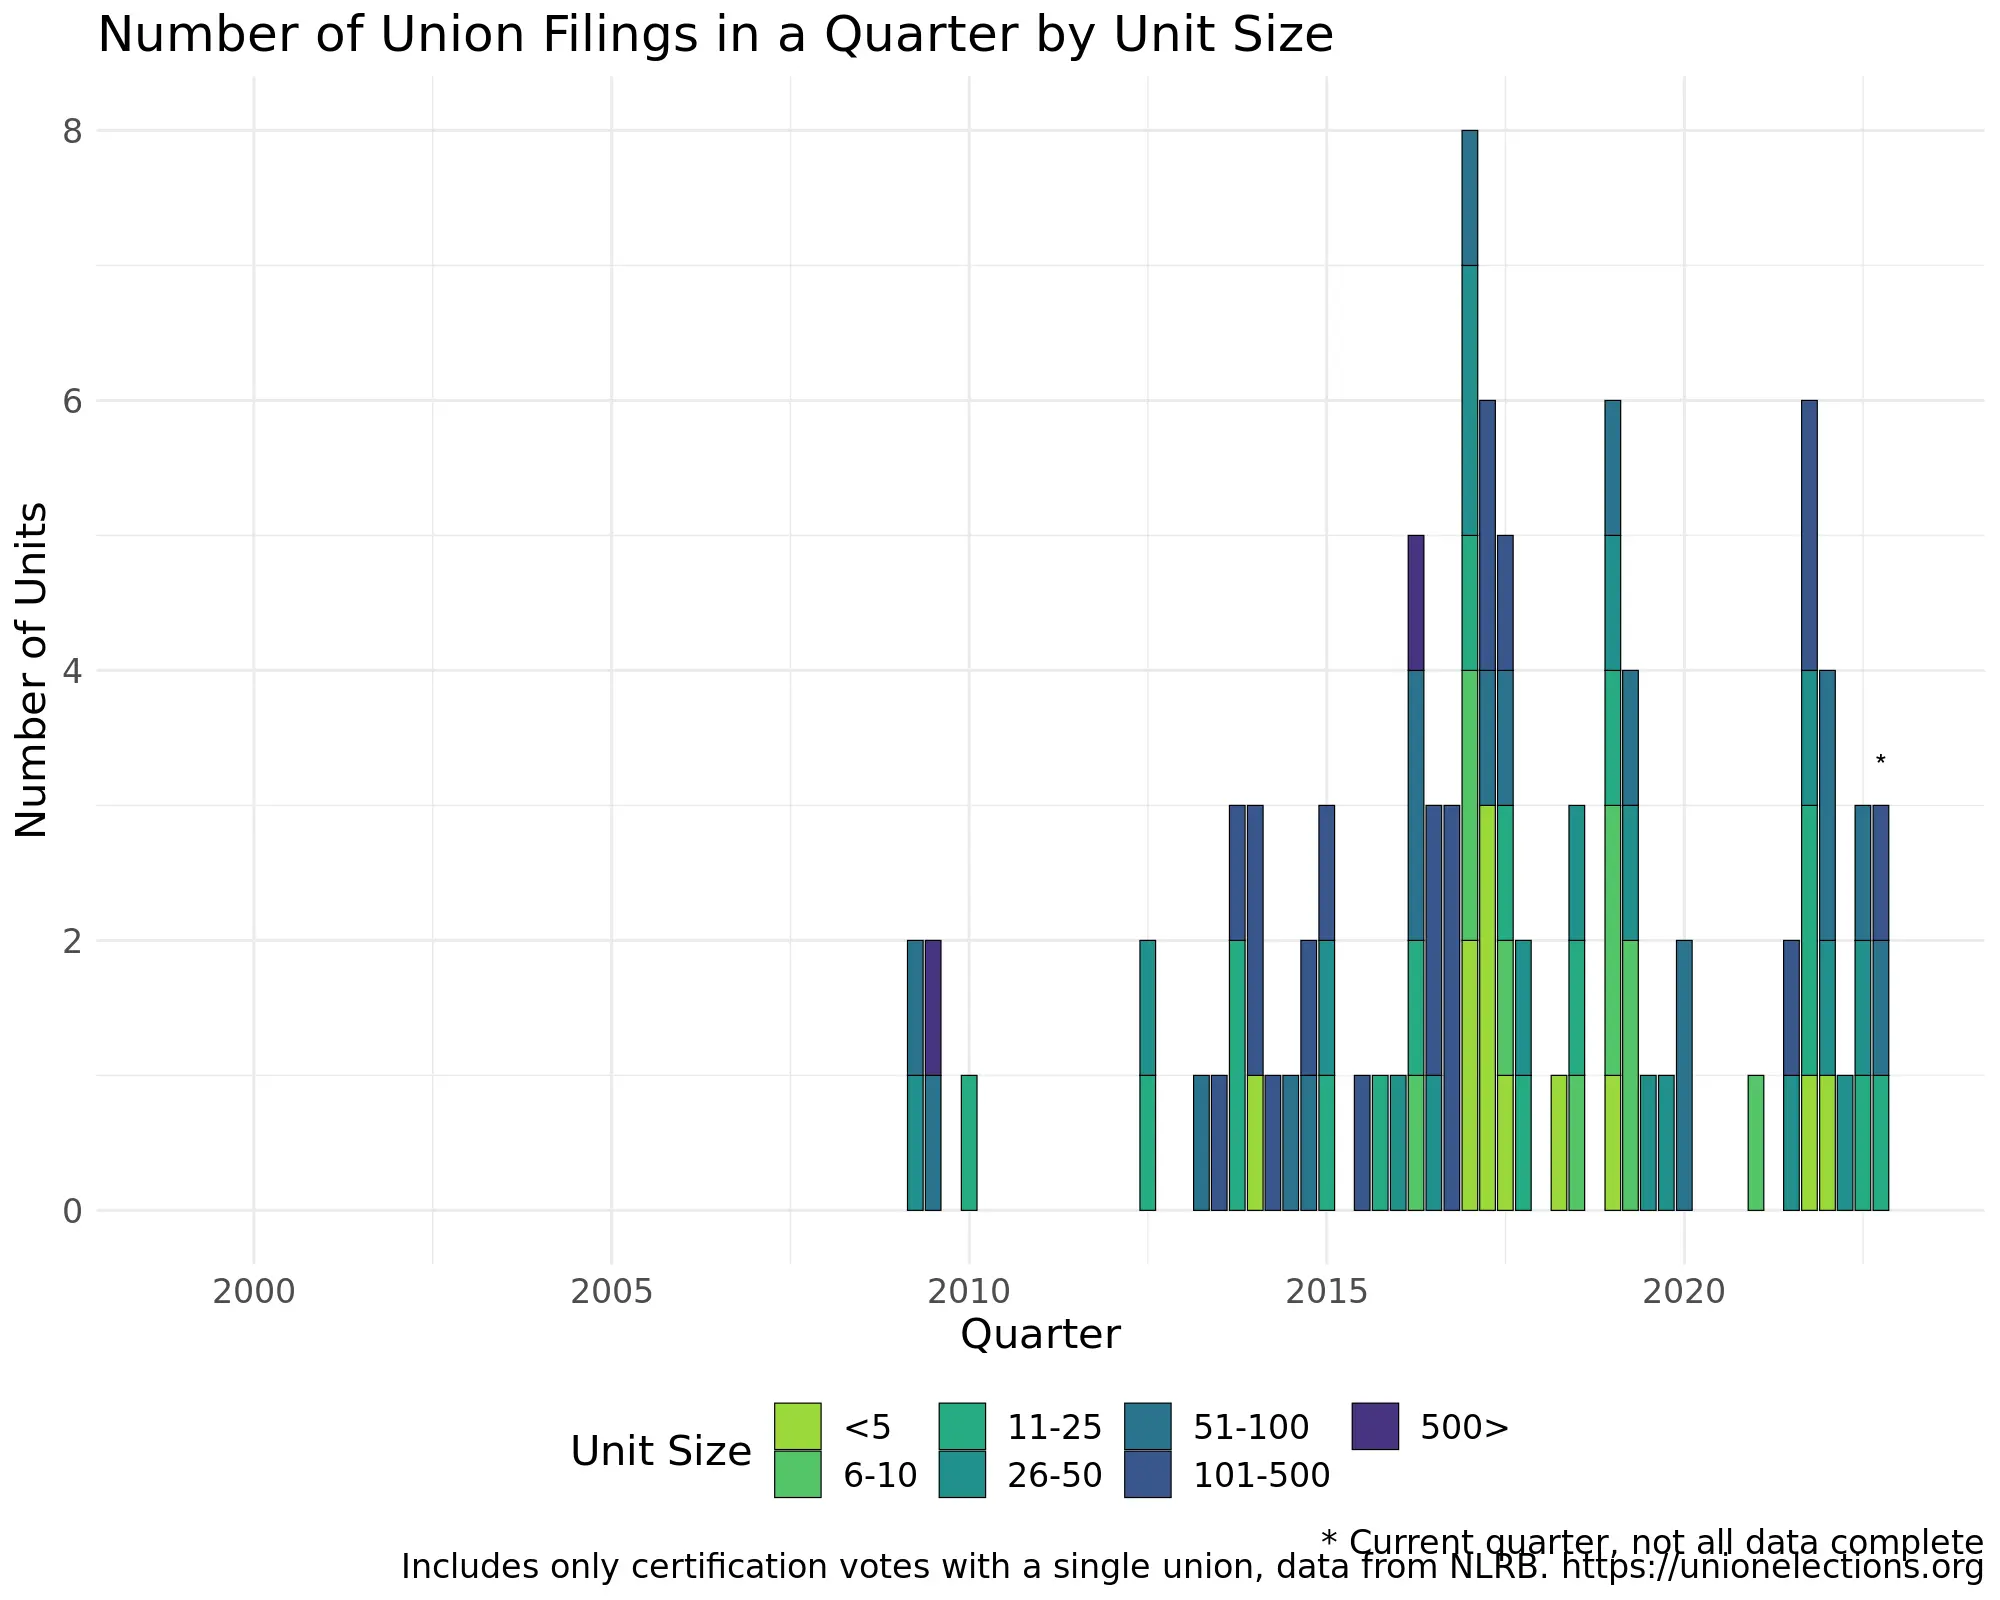 Number of Union Filings in a Quarter by Unit Size
Number of Units
8
6
4
2
0
*
2000 2005 2010 2015 2020
Quarter
Unit Size
<5 11-25 51-100 500>
6-10 26-50 101-500
* Current quarter, not all data complete
Includes only certification votes with a single union, data from NLRB. https://unionelections.org